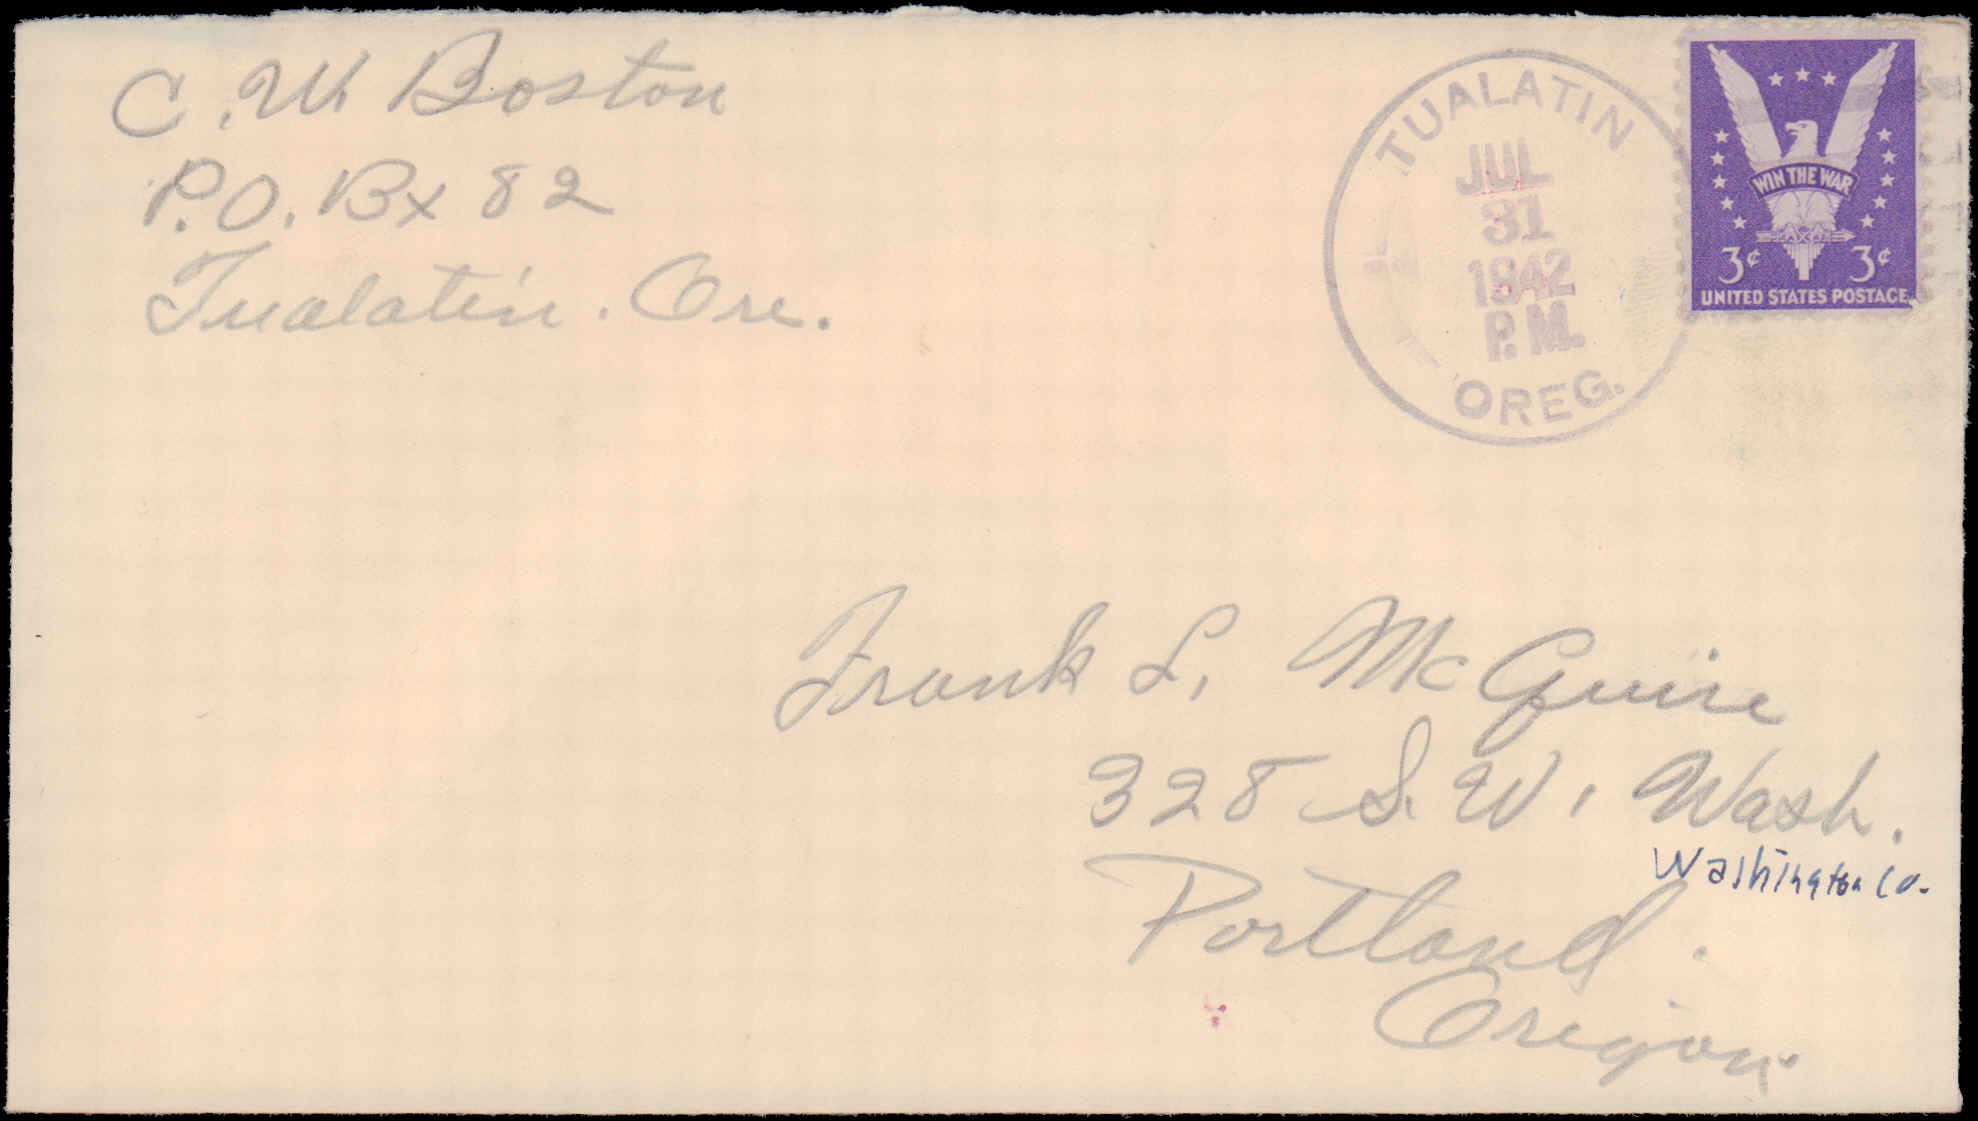 C. W. Boston
P.O. Bx 82
Tualatin. Ore.
TUALATIN
JUL
31
1942
P.M.
OREG.
WIN THE WAR
3¢ 3¢
UNITED STATES POSTAGE
Frank L. McGuire
328 S.W. Wash.
Washington Co.
Portland.
Oregon.